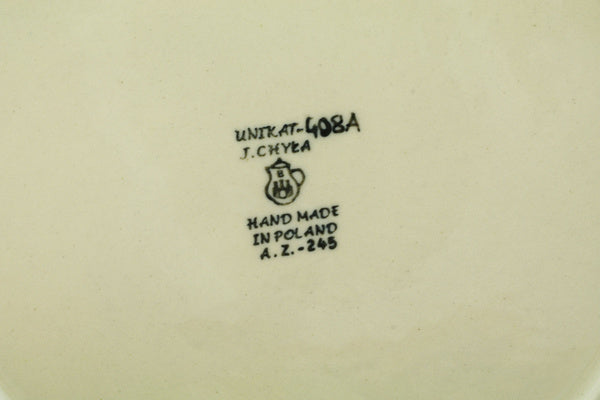 UNIKAT-408A
J. CHYŁA
B
HAND MADE
IN POLAND
A. Z.-245